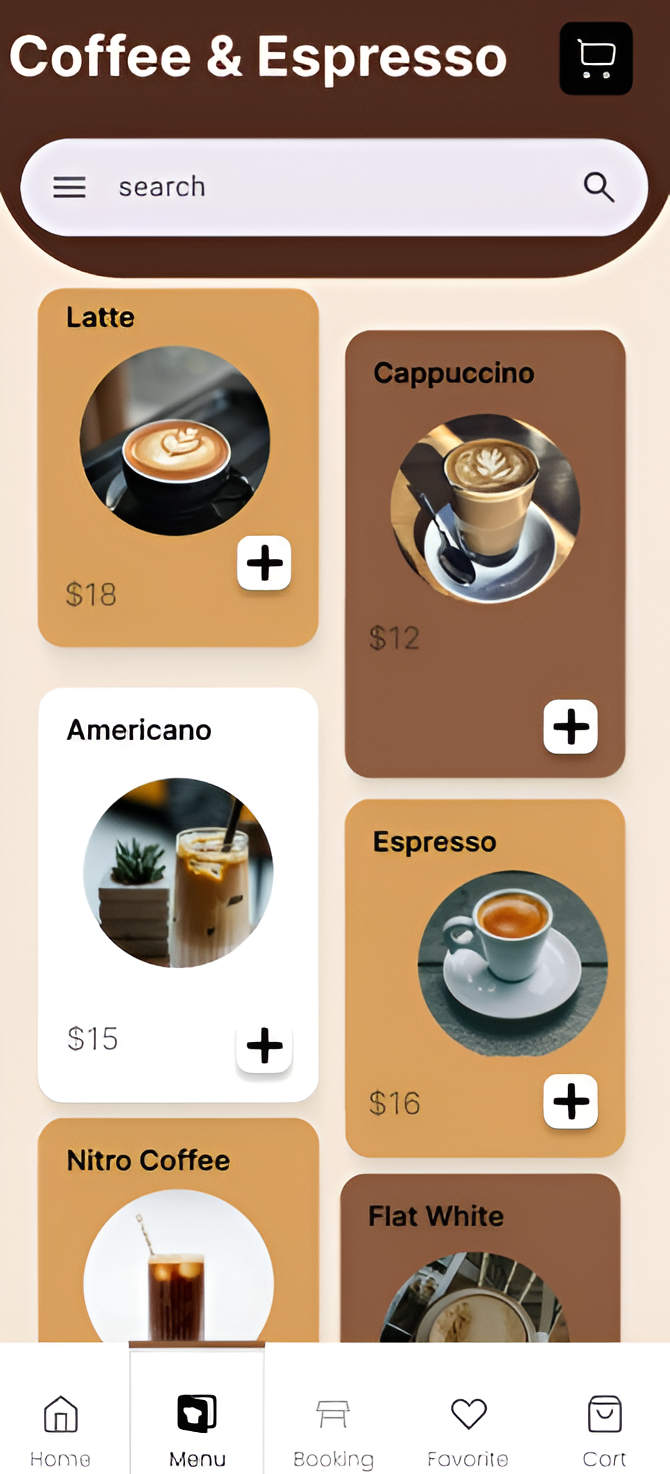 Coffee & Espresso
search
Latte
$18
Cappuccino
$12
Americano
$15
Espresso
$16
Nitro Coffee
Flat White
Home
Menu
Booking
Favorite
Cart